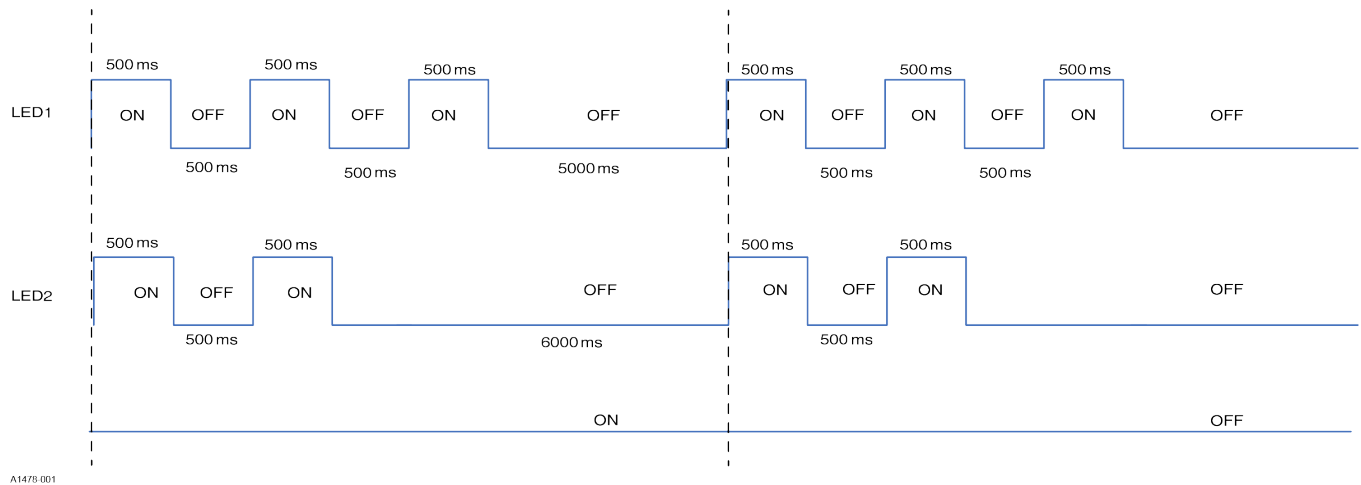 500 ms 500 ms 500 ms 500 ms 500 ms 500 ms
LED1 ON OFF ON OFF ON OFF ON OFF ON OFF ON OFF
500 ms 500 ms 5000 ms 500 ms 500 ms
500 ms 500 ms 500 ms 500 ms
LED2 ON OFF ON OFF ON OFF ON OFF
500 ms 6000 ms 500 ms
ON OFF
A1478-001